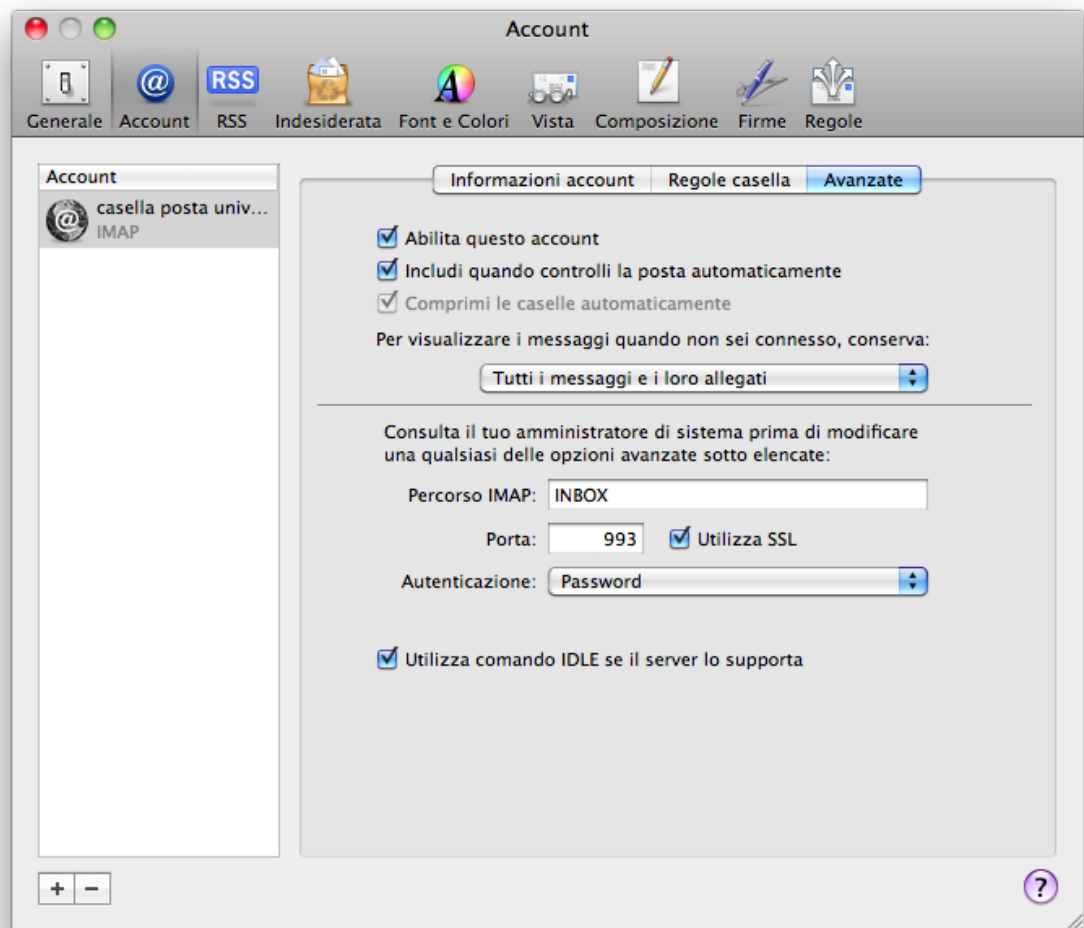 Account
RSS
Generale Account RSS Indesiderata Font e Colori Vista Composizione Firme Regole
Account
casella posta univ...
IMAP
Informazioni account Regole casella Avanzate
Abilita questo account
Includi quando controlli la posta automaticamente
Comprimi le caselle automaticamente
Per visualizzare i messaggi quando non sei connesso, conserva:
Tutti i messaggi e i loro allegati
Consulta il tuo amministratore di sistema prima di modificare
una qualsiasi delle opzioni avanzate sotto elencate:
Percorso IMAP: INBOX
Porta: 993 Utilizza SSL
Autenticazione: Password
Utilizza comando IDLE se il server lo supporta
+ − ?